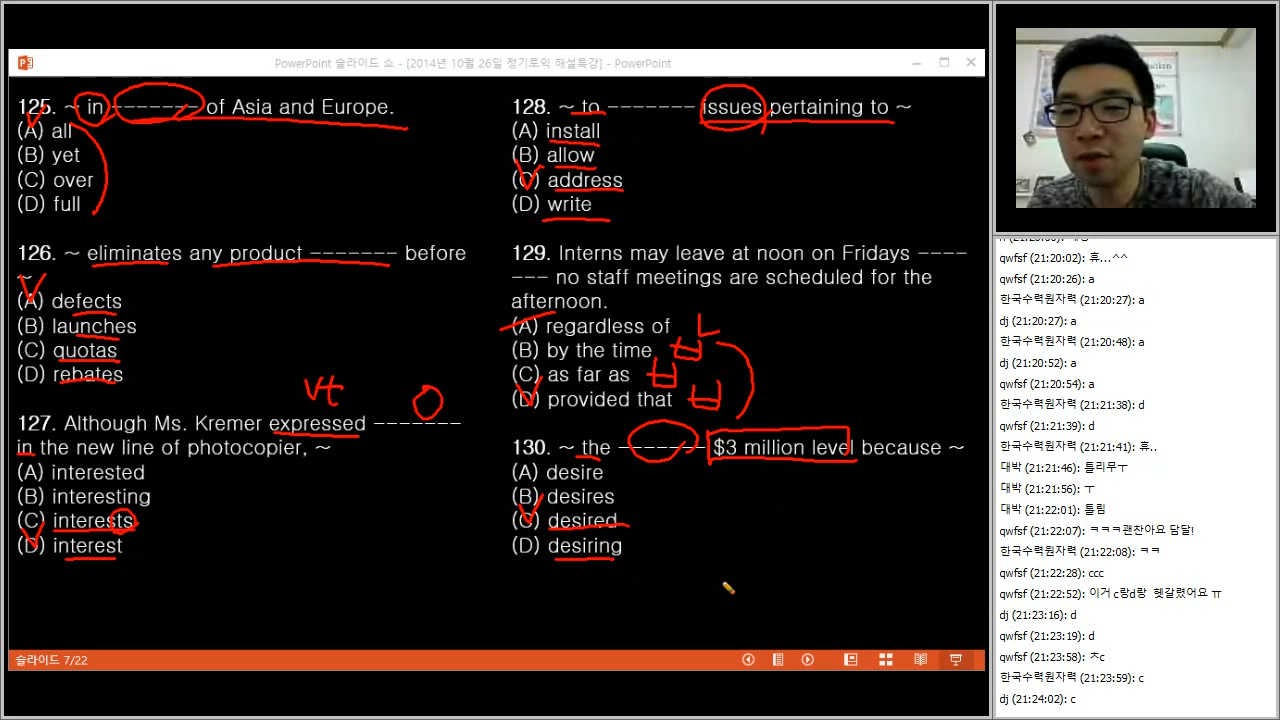 PowerPoint 슬라이드 쇼 - [2014년 10월 26일 정기토익 해설특강] - PowerPoint
125. ~ in ------- of Asia and Europe.
(A) all
(B) yet
(C) over
(D) full
126. ~ eliminates any product ------- before
~
(A) defects
(B) launches
(C) quotas
(D) rebates
vt
127. Although Ms. Kremer expressed -------
in the new line of photocopier, ~
(A) interested
(B) interesting
(C) interests
(D) interest
128. ~ to ------- issues pertaining to ~
(A) install
(B) allow
(C) address
(D) write
129. Interns may leave at noon on Fridays ----
--- no staff meetings are scheduled for the
afternoon.
(A) regardless of
(B) by the time
(C) as far as
(D) provided that
130. ~ the ------- $3 million level because ~
(A) desire
(B) desires
(C) desired
(D) desiring
슬라이드 7/22
qwfsf (21:20:02): 휴...^^
qwfsf (21:20:26): a
한국수력원자력 (21:20:27): a
dj (21:20:27): a
한국수력원자력 (21:20:48): a
dj (21:20:52): a
한국수력원자력 (21:20:54): a
dj (21:21:38): d
qwfsf (21:21:39): d
한국수력원자력 (21:21:41): 휴..
대박 (21:21:46): 틀리무ㅜ
대박 (21:21:56): ㅜ
대박 (21:22:01): 틀림
qwfsf (21:22:07): ㅋㅋㅋ괜찬아요 담달!
한국수력원자력 (21:22:08): ㅋㅋ
qwfsf (21:22:28): ccc
qwfsf (21:22:52): 이거 c랑d랑 헷갈렸어요 ㅠ
dj (21:23:16): d
qwfsf (21:23:19): d
qwfsf (21:23:58): ㅊc
한국수력원자력 (21:23:59): c
dj (21:24:02): c